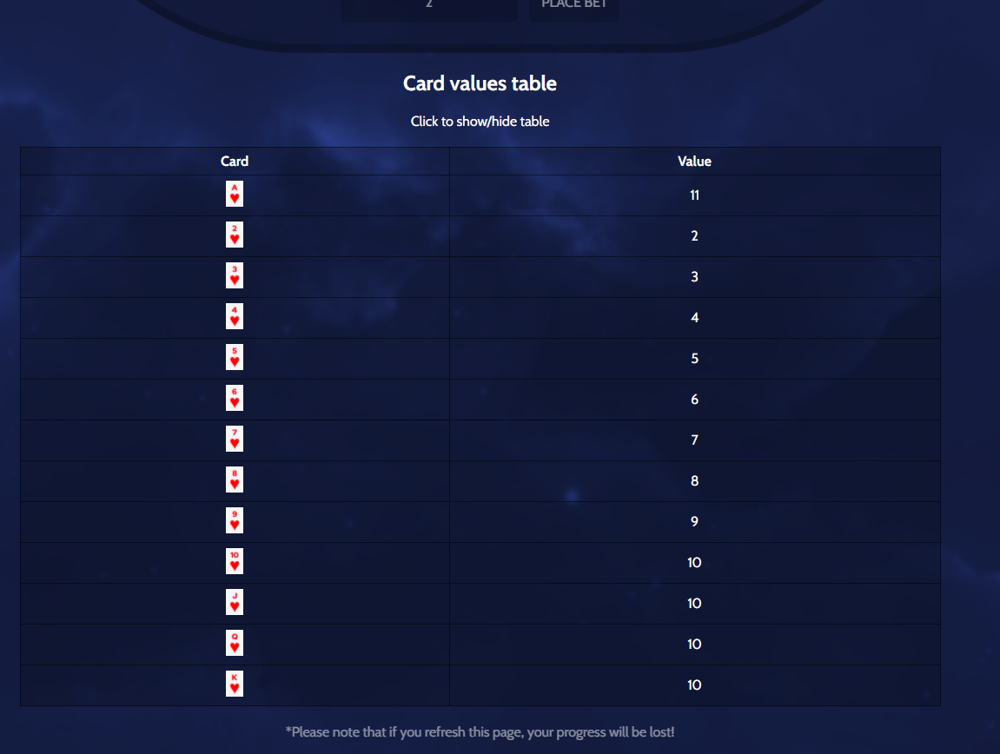 2 PLACE BET
Card values table
Click to show/hide table
Card Value
A 11
2 2
3 3
4 4
5 5
6 6
7 7
8 8
9 9
10 10
J 10
Q 10
K 10
*Please note that if you refresh this page, your progress will be lost!